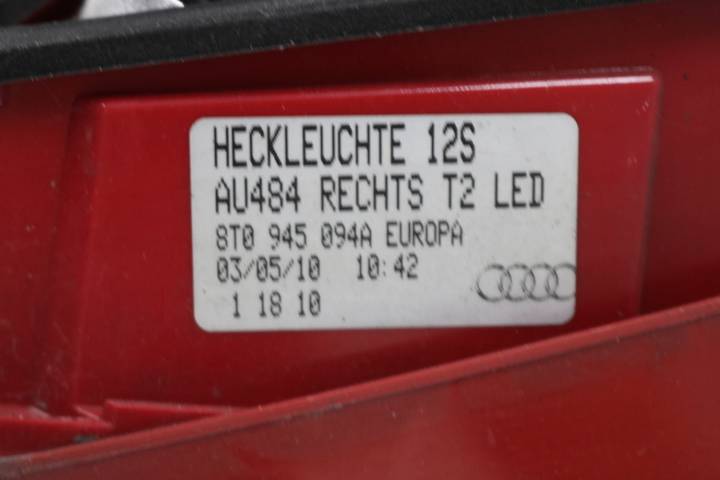 HECKLEUCHTE 12S
AU484 RECHTS T2 LED
8T0 945 094A EUROPA
03/05/10 10:42
1 18 10